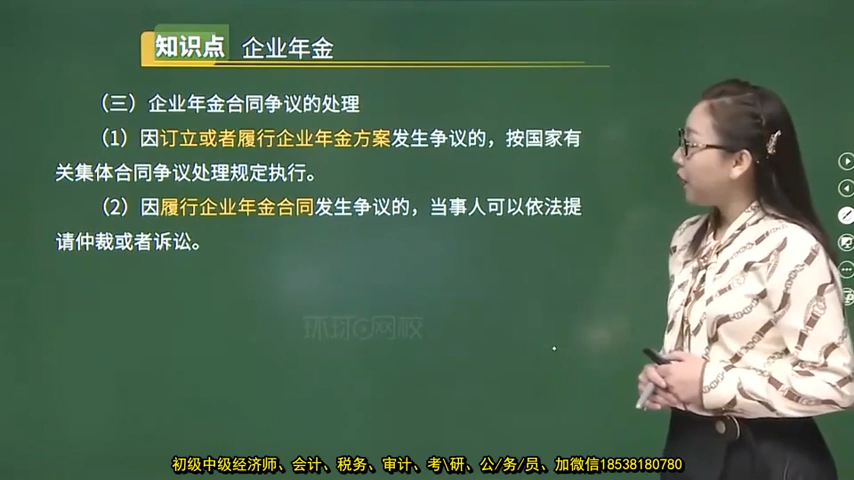 知识点 企业年金
（三）企业年金合同争议的处理
（1）因订立或者履行企业年金方案发生争议的，按国家有
关集体合同争议处理规定执行。
（2）因履行企业年金合同发生争议的，当事人可以依法提
请仲裁或者诉讼。
环球网校
初级中级经济师、会计、税务、审计、考\研、公/务/员、加微信18538180780